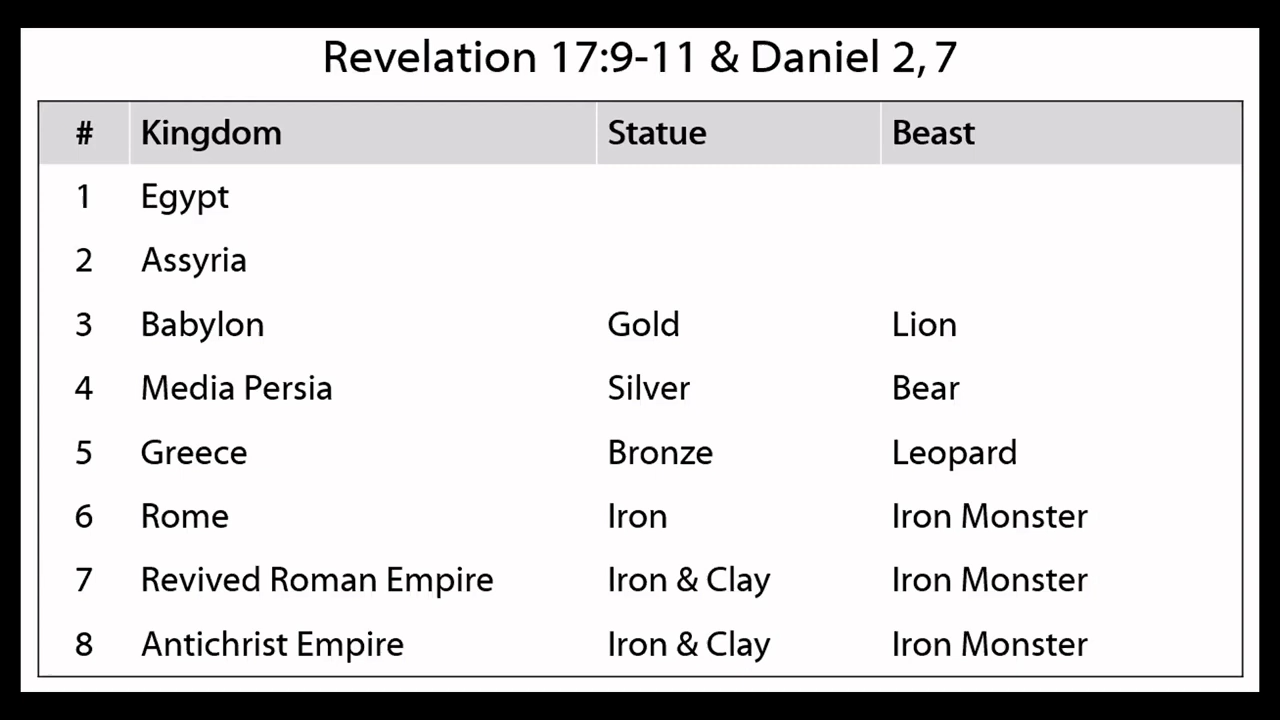 Revelation 17:9-11 & Daniel 2, 7
# Kingdom Statue Beast
1 Egypt
2 Assyria
3 Babylon Gold Lion
4 Media Persia Silver Bear
5 Greece Bronze Leopard
6 Rome Iron Iron Monster
7 Revived Roman Empire Iron & Clay Iron Monster
8 Antichrist Empire Iron & Clay Iron Monster